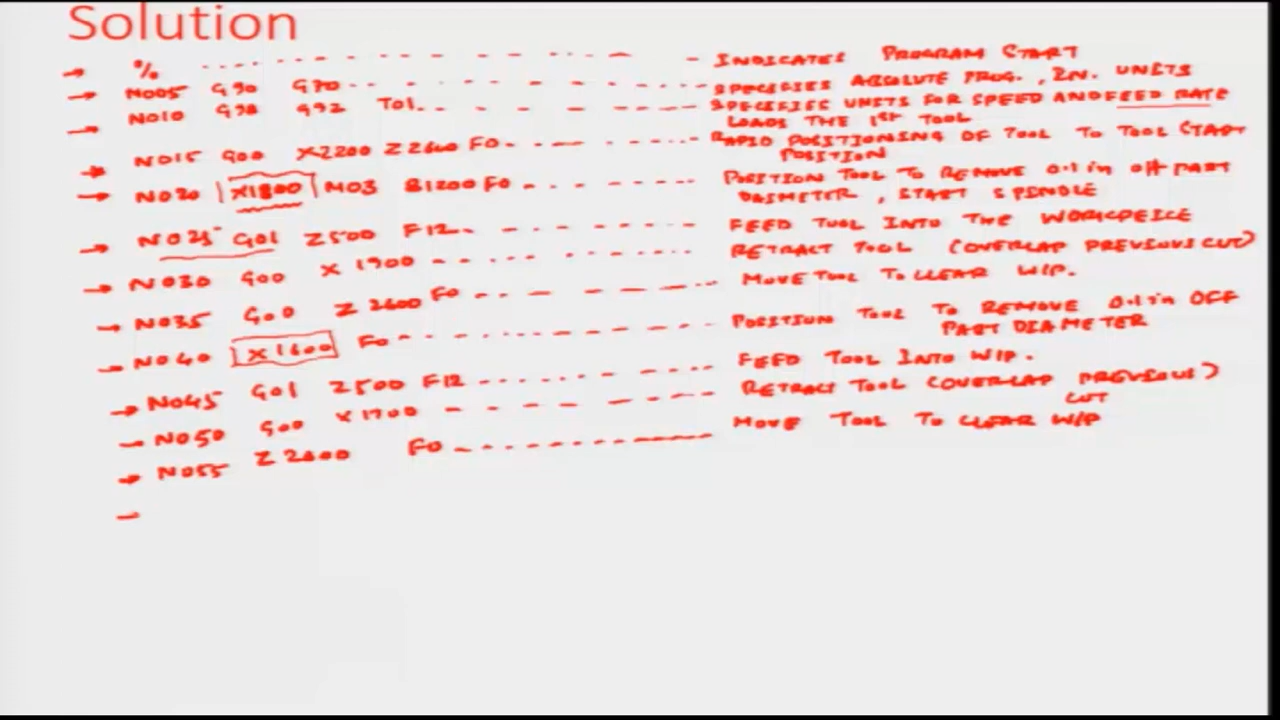 Solution
→ % - INDICATES PROGRAM START
→ N005 G90 G70 SPECIFIES ABSOLUTE PROG., IN. UNITS
→ N010 G98 G92 T01 SPECIFIES UNITS FOR SPEED AND FEED RATE
LOADS THE 1ST TOOL
→ N015 G00 X2200 Z2600 F0 RAPID POSITIONING OF TOOL TO TOOL START
POSITION
→ N020 X1800 M03 S1200 F0 POSITION TOOL TO REMOVE 0.1 in off PART
DAIMETER, START SPINDLE
→ N025 G01 Z500 F12 FEED TOOL INTO THE WORKPEICE
→ N030 G00 X1900 RETRACT TOOL (OVERLAP PREVIOUS CUT)
→ N035 G00 Z2600 F0 MOVE TOOL TO CLEAR W/P.
→ N040 X1600 F0 POSITION TOOL TO REMOVE 0.1 in OFF
PART DIAMETER
→ N045 G01 Z500 F12 FEED TOOL INTO W/P.
→ N050 G00 X1700 RETRACT TOOL (OVERLAP PREVIOUS)
CUT
→ N055 Z2600 F0 MOVE TOOL TO CLEAR W/P